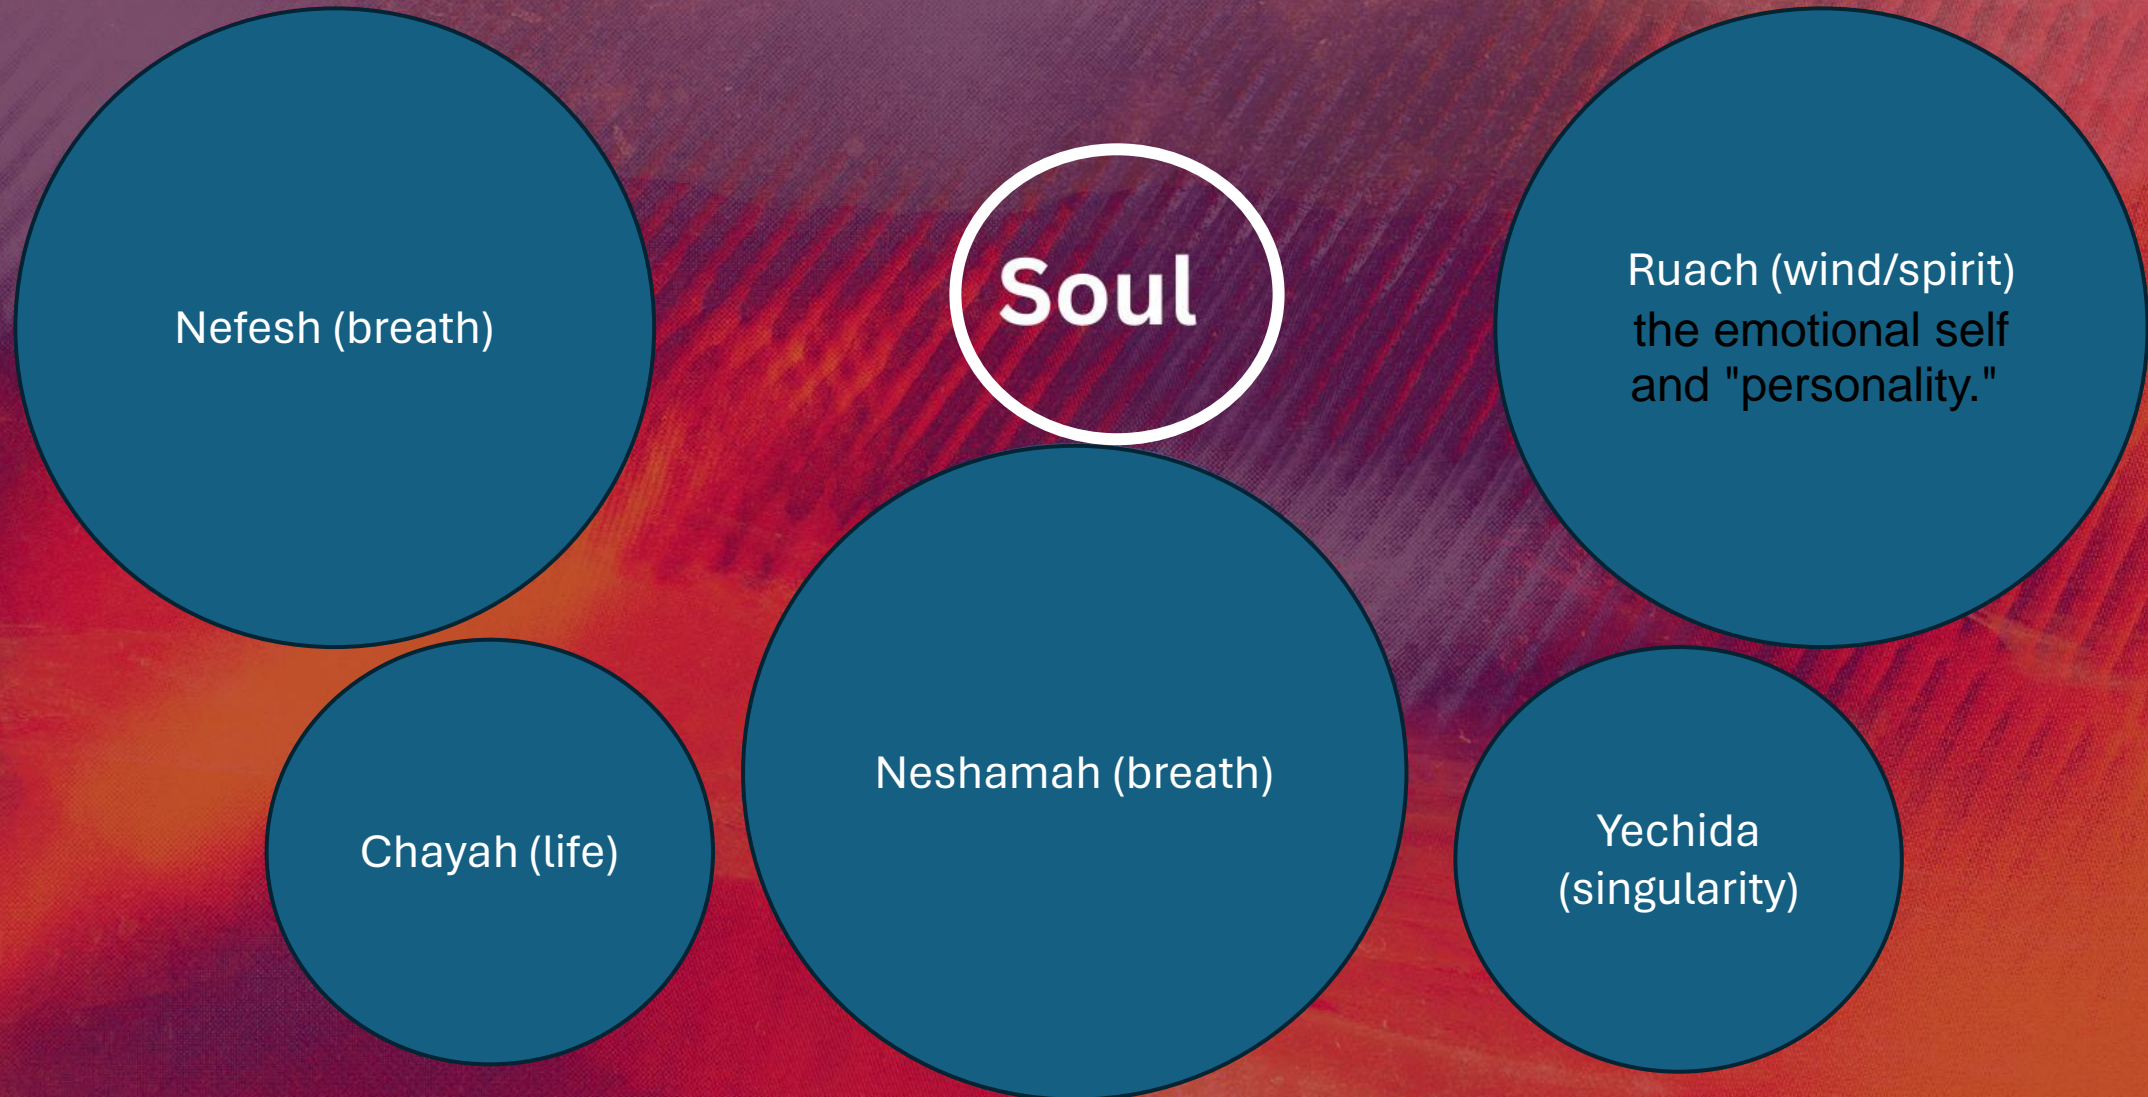 Soul
Nefesh (breath)
Ruach (wind/spirit)
the emotional self
and "personality."
Neshamah (breath)
Chayah (life)
Yechida
(singularity)